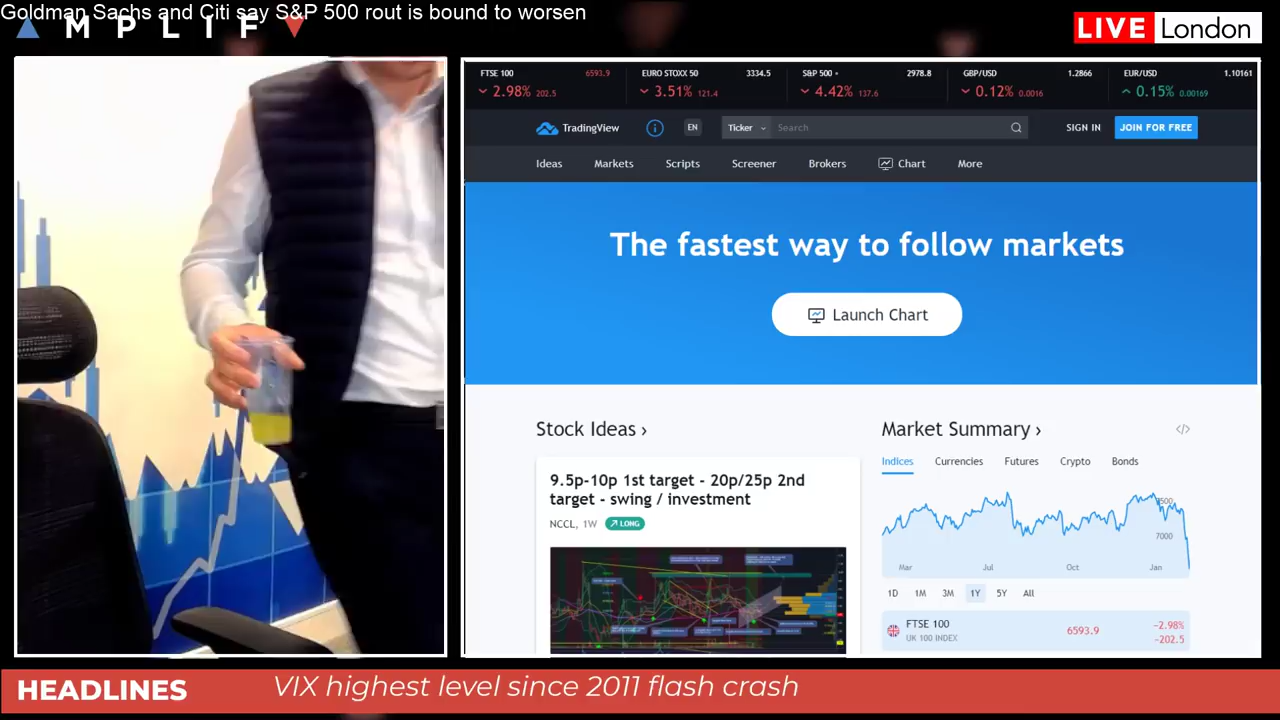 Goldman Sachs and Citi say S&P 500 rout is bound to worsen
MPLIF
LIVE London
FTSE 100 6593.9
2.98% 202.5
EURO STOXX 50 3334.5
3.51% 121.4
S&P 500 2978.8
4.42% 137.6
GBP/USD 1.2866
0.12% 0.0016
EUR/USD 1.10161
0.15% 0.00169
TradingView
EN
Ticker
Search
SIGN IN
JOIN FOR FREE
Ideas Markets Scripts Screener Brokers Chart More
The fastest way to follow markets
Launch Chart
Stock Ideas ›
9.5p-10p 1st target - 20p/25p 2nd
target - swing / investment
NCCL, 1W LONG
Market Summary ›
</>
Indices Currencies Futures Crypto Bonds
7000
Mar Jul Oct Jan
1D 1M 3M 1Y 5Y All
FTSE 100
UK 100 INDEX
6593.9
−2.98%
−202.5
HEADLINES
VIX highest level since 2011 flash crash